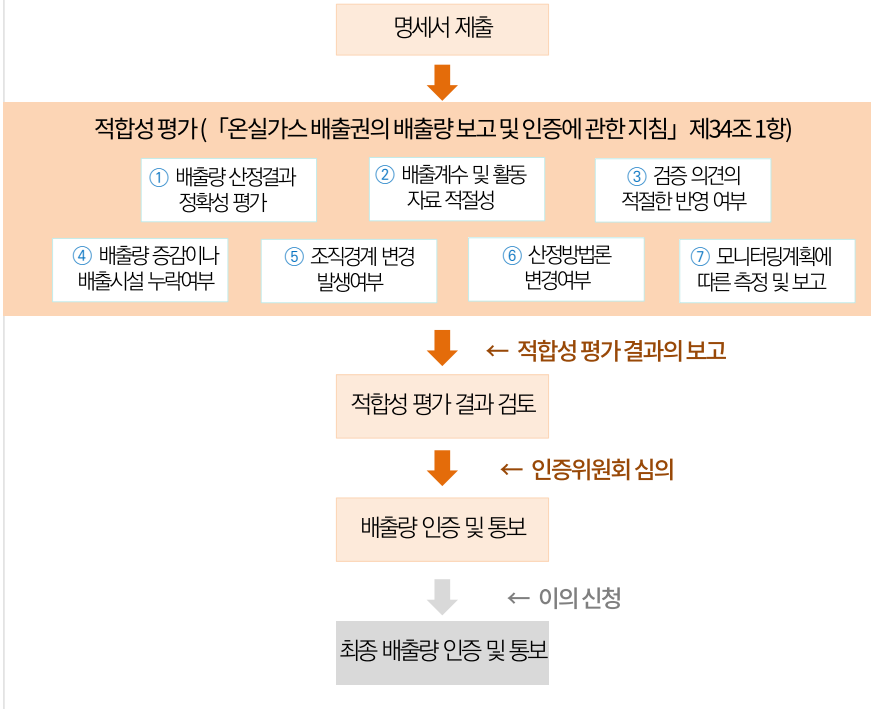 명세서 제출
적합성 평가 (「온실가스 배출권의 배출량 보고 및 인증에 관한 지침」 제34조 1항)
① 배출량 산정결과
정확성 평가
② 배출계수 및 활동
자료 적절성
③ 검증 의견의
적절한 반영 여부
④ 배출량 증감이나
배출시설 누락여부
⑤ 조직경계 변경
발생여부
⑥ 산정방법론
변경여부
⑦ 모니터링계획에
따른 측정 및 보고
← 적합성 평가 결과의 보고
적합성 평가 결과 검토
← 인증위원회 심의
배출량 인증 및 통보
← 이의 신청
최종 배출량 인증 및 통보